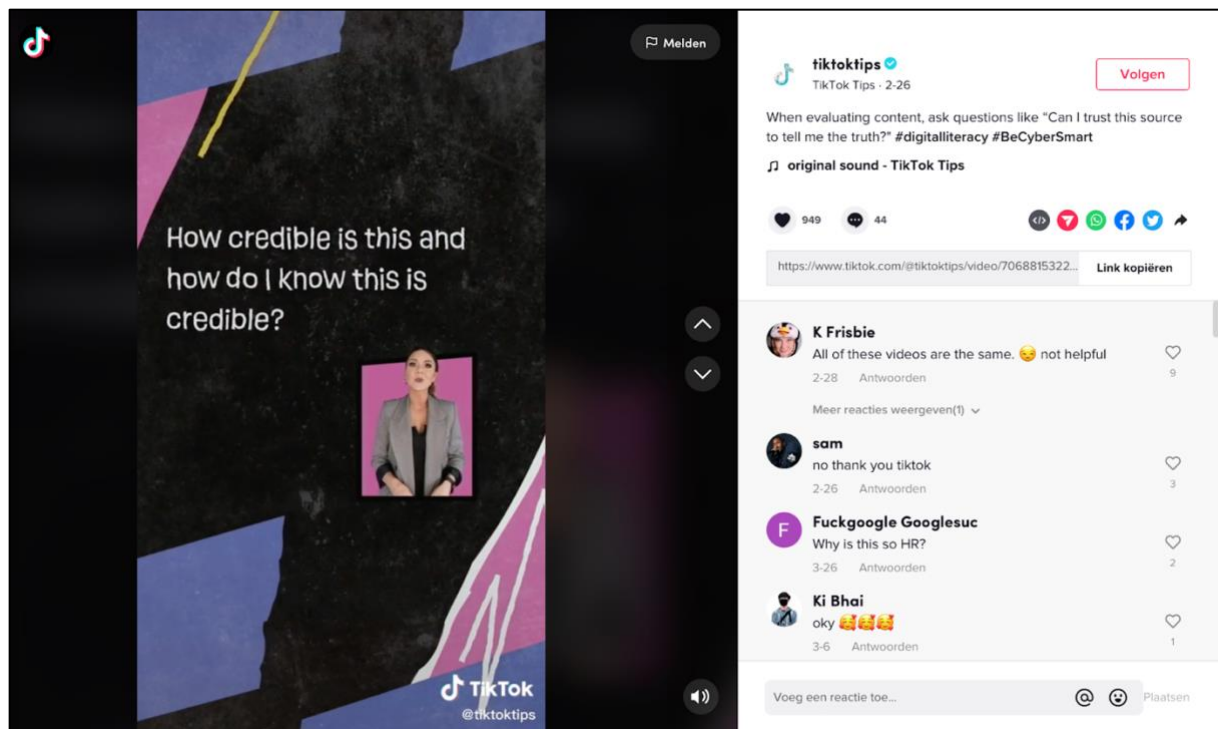 Melden
How credible is this and
how do I know this is
credible?
TikTok
@tiktoktips
tiktoktips
TikTok Tips · 2-26
Volgen
When evaluating content, ask questions like “Can I trust this source
to tell me the truth?” #digitalliteracy #BeCyberSmart
original sound - TikTok Tips
949
44
https://www.tiktok.com/@tiktoktips/video/7068815322...
Link kopiëren
K Frisbie
All of these videos are the same. 😒 not helpful
2-28 Antwoorden
9
Meer reacties weergeven(1)
sam
no thank you tiktok
2-26 Antwoorden
3
F
Fuckgoogle Googlesuc
Why is this so HR?
3-26 Antwoorden
2
Ki Bhai
oky 🥰🥰🥰
3-6 Antwoorden
1
Voeg een reactie toe...
@
Plaatsen